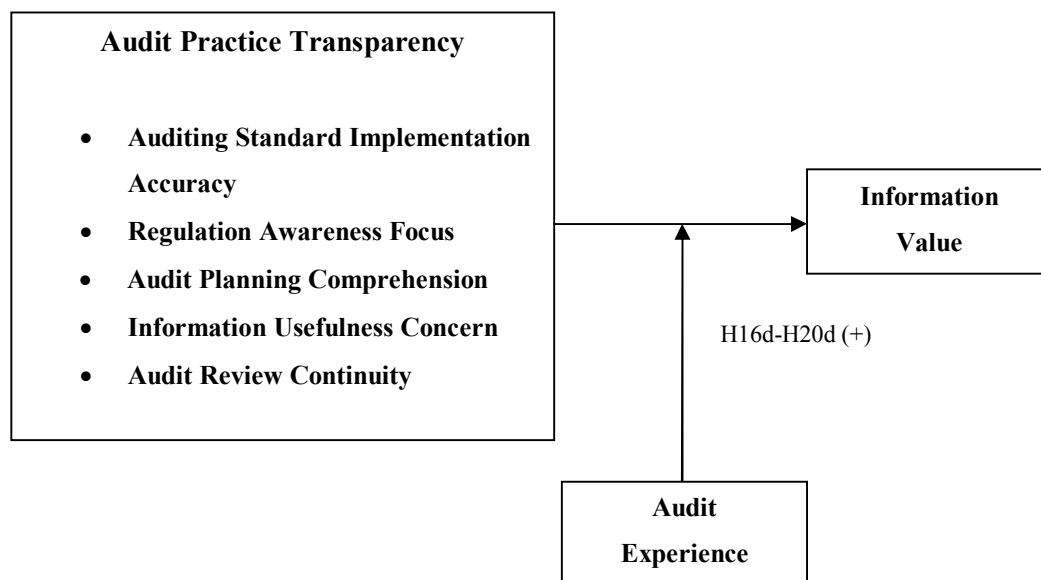 Audit Practice Transparency
• Auditing Standard Implementation
Accuracy
• Regulation Awareness Focus
• Audit Planning Comprehension
• Information Usefulness Concern
• Audit Review Continuity
Information
Value
H16d-H20d (+)
Audit
Experience